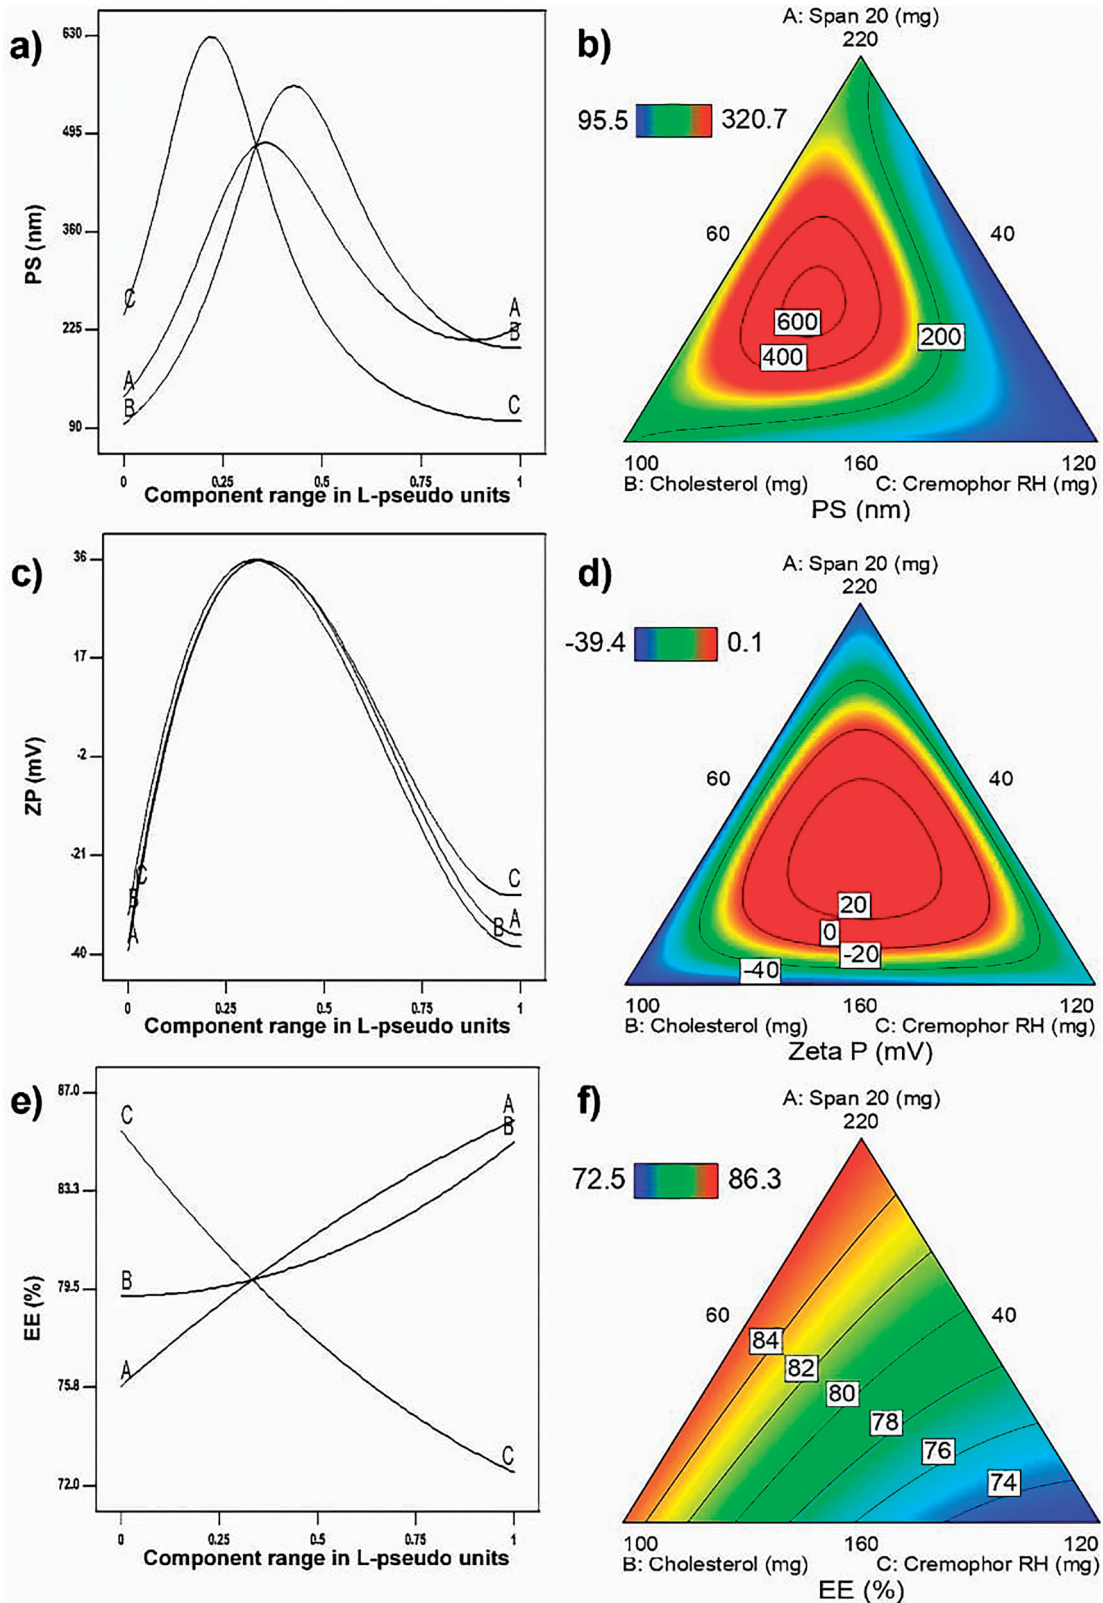 a)
630
495
360
225
90
PS (nm)
C
A
B
A
B
C
0
0.25
0.5
0.75
1
Component range in L-pseudo units
b)
A: Span 20 (mg)
220
95.5
320.7
60
40
600
400
200
100
160
120
B: Cholesterol (mg)
C: Cremophor RH (mg)
PS (nm)
c)
36
17
-2
-21
-40
ZP (mV)
C
B
A
C
A
B
0
0.25
0.5
0.75
1
Component range in L-pseudo units
d)
A: Span 20 (mg)
220
-39.4
0.1
60
40
20
0
-20
-40
100
160
120
B: Cholesterol (mg)
C: Cremophor RH (mg)
Zeta P (mV)
e)
87.0
83.3
79.5
75.8
72.0
EE (%)
C
B
A
A
B
C
0
0.25
0.5
0.75
1
Component range in L-pseudo units
f)
A: Span 20 (mg)
220
72.5
86.3
60
40
84
82
80
78
76
74
100
160
120
B: Cholesterol (mg)
C: Cremophor RH (mg)
EE (%)